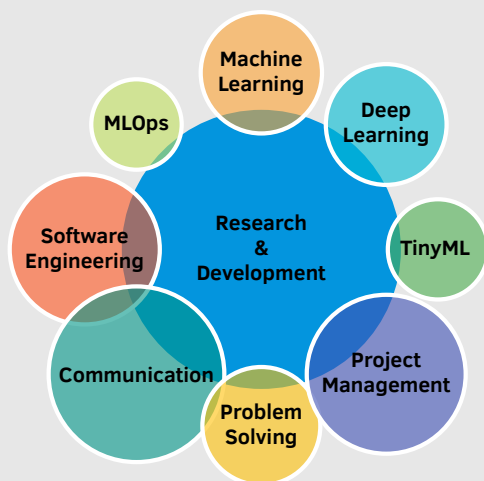 Machine
Learning
Deep
Learning
MLOps
Research
&
Development
Software
Engineering
TinyML
Communication
Project
Management
Problem
Solving